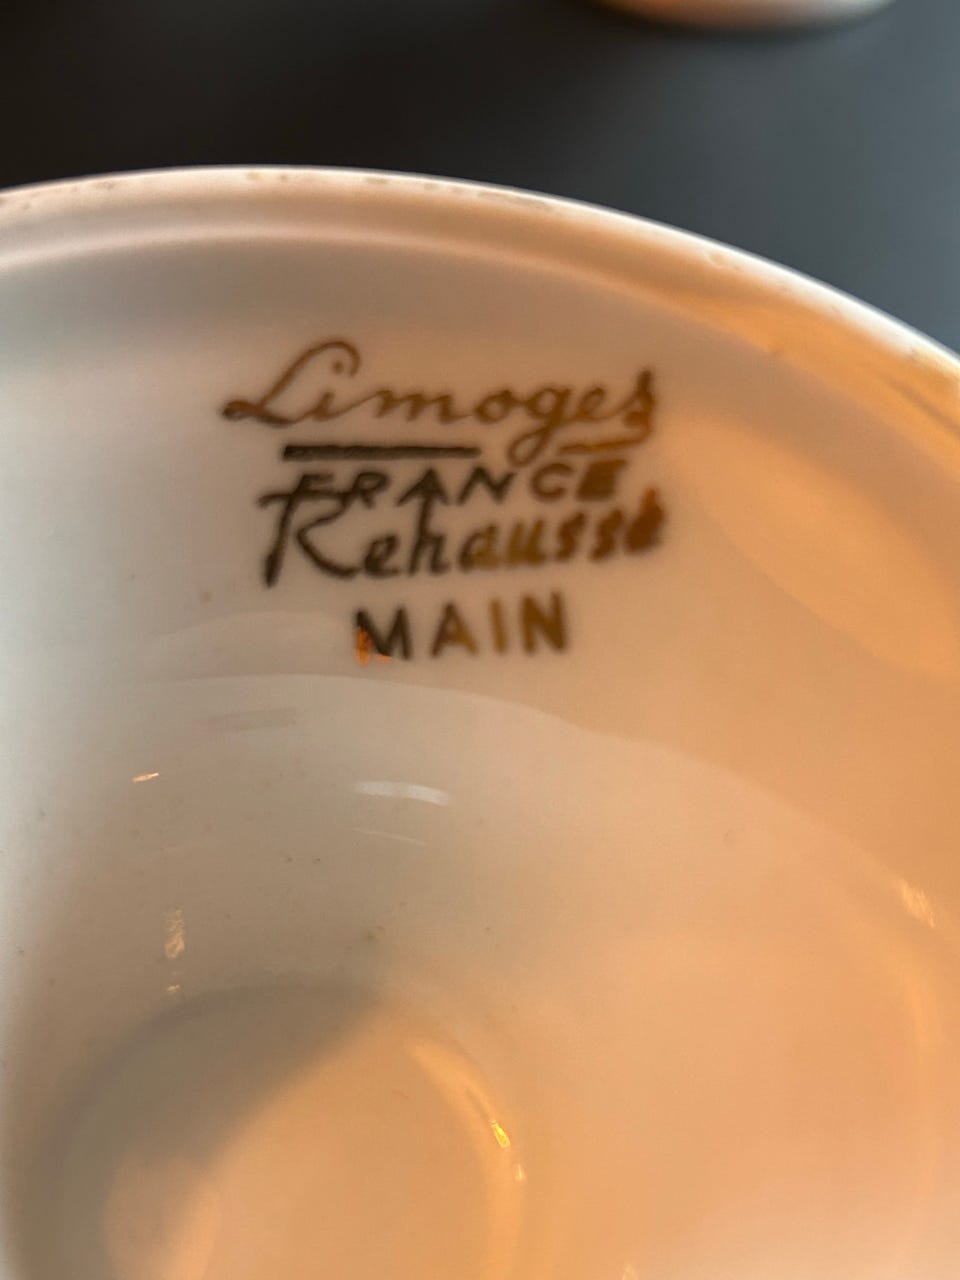 Limoges
FRANCE
Rehaussé
MAIN